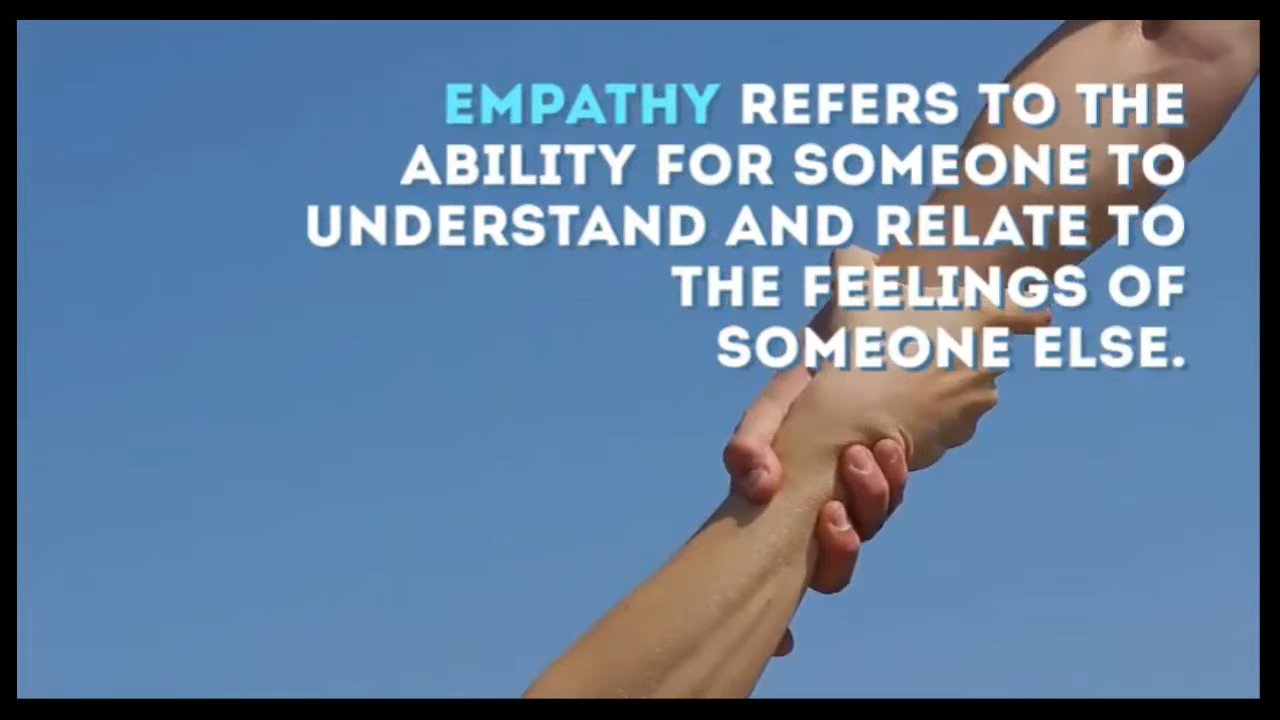 EMPATHY REFERS TO THE
ABILITY FOR SOMEONE TO
UNDERSTAND AND RELATE TO
THE FEELINGS OF
SOMEONE ELSE.